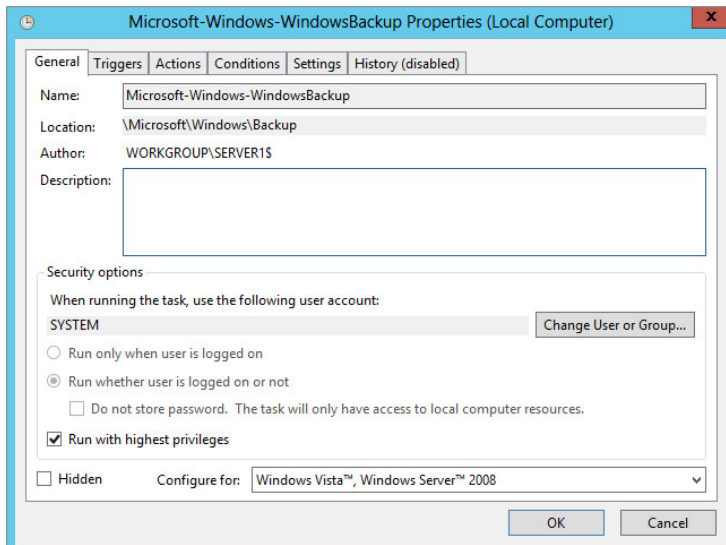 Microsoft-Windows-WindowsBackup Properties (Local Computer)
x
General Triggers Actions Conditions Settings History (disabled)
Name: Microsoft-Windows-WindowsBackup
Location: \Microsoft\Windows\Backup
Author: WORKGROUP\SERVER1$
Description:
Security options
When running the task, use the following user account:
SYSTEM Change User or Group...
Run only when user is logged on
Run whether user is logged on or not
Do not store password. The task will only have access to local computer resources.
Run with highest privileges
Hidden Configure for: Windows Vista™, Windows Server™ 2008
OK Cancel